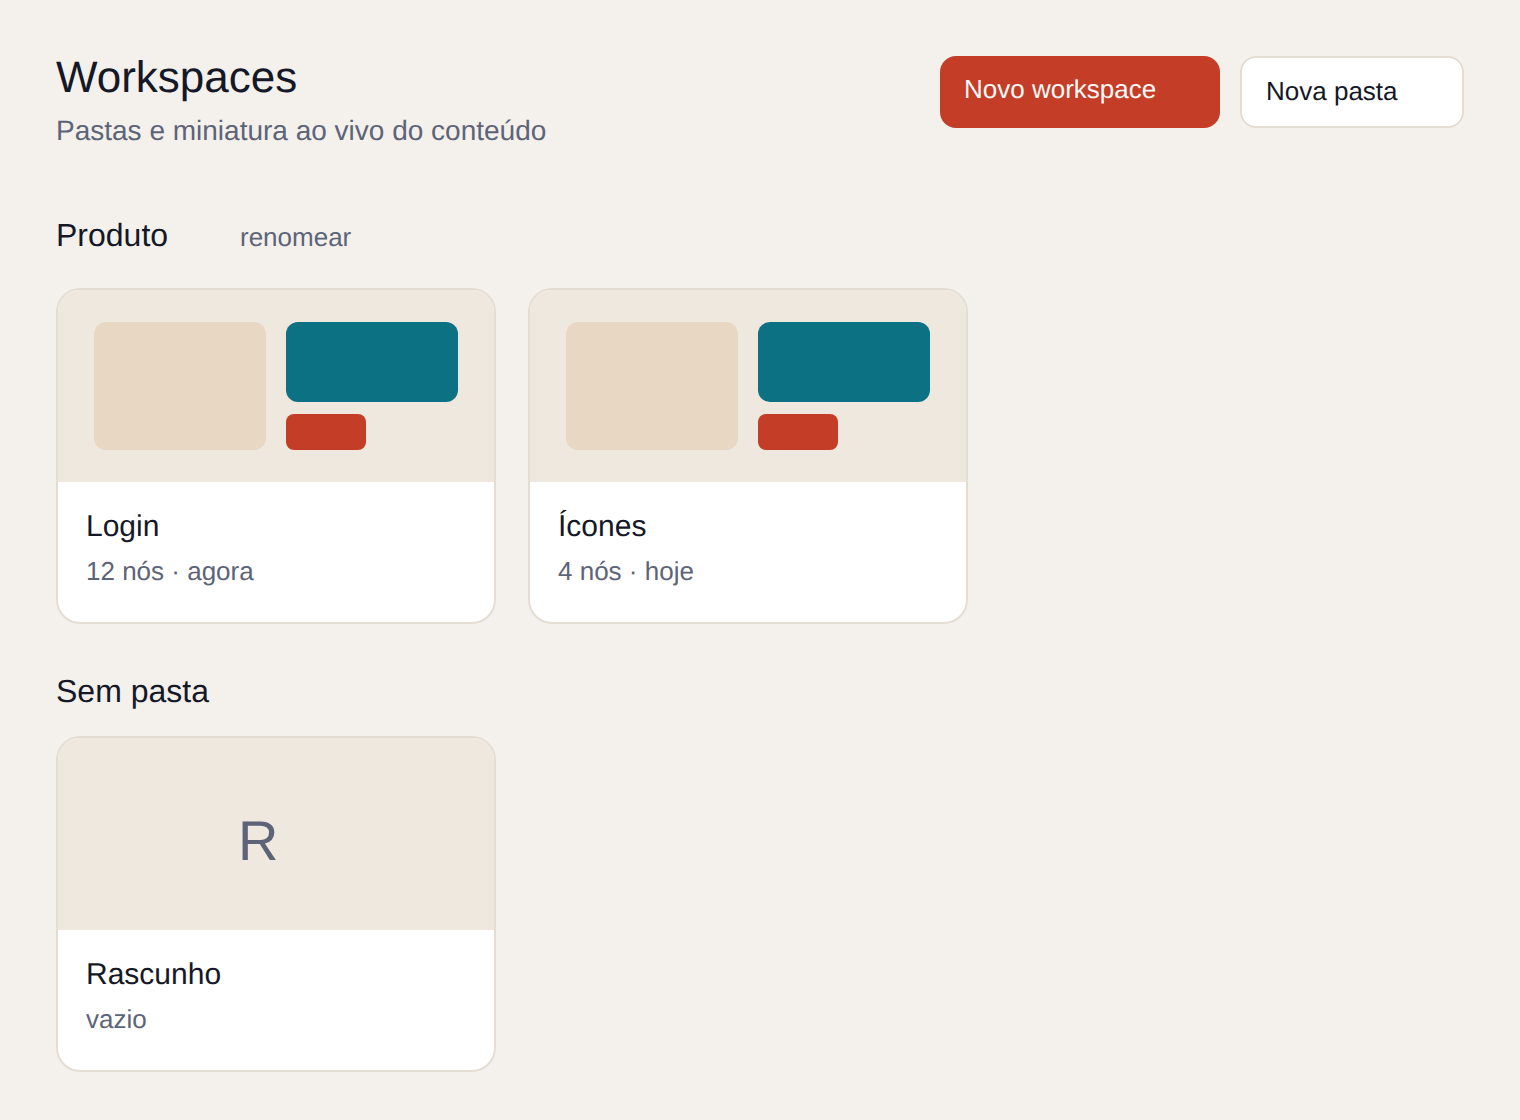 Workspaces
Pastas e miniatura ao vivo do conteúdo
Novo workspace
Nova pasta
Produto
renomear
Login
12 nós · agora
Ícones
4 nós · hoje
Sem pasta
R
Rascunho
vazio